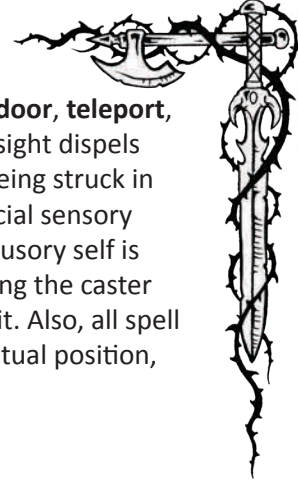 door, teleport,
sight dispels
eing struck in
cial sensory
usory self is
ng the caster
it. Also, all spell
tual position,